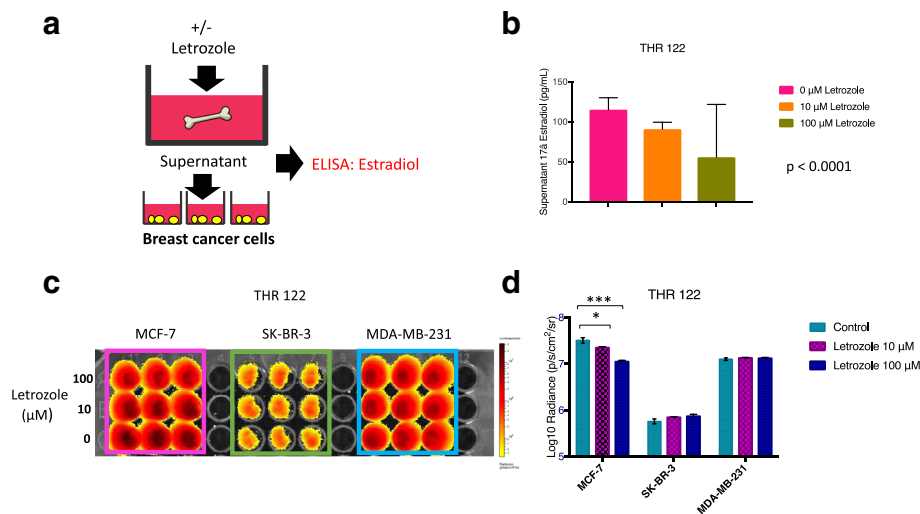 a
+/-
Letrozole
Supernatant
ELISA: Estradiol
Breast cancer cells
b
THR 122
Supernatant 17â Estradiol (pg/mL)
150
100
50
0
0 μM Letrozole
10 μM Letrozole
100 μM Letrozole
p < 0.0001
c
THR 122
MCF-7
SK-BR-3
MDA-MB-231
Letrozole
(μM)
100
10
0
d
THR 122
***
*
Log10 Radiance (p/s/cm²/sr)
8
7
6
5
MCF-7
SK-BR-3
MDA-MB-231
Control
Letrozole 10 μM
Letrozole 100 μM